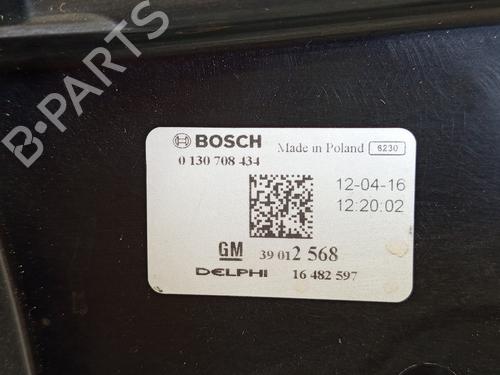 B-PARTS
BOSCH Made in Poland 6230
0 130 708 434
12-04-16
12:20:02
GM 39 012 568
DELPHI 16 482 597